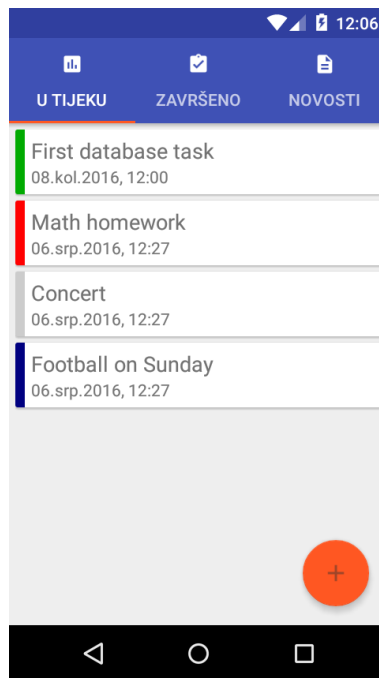 12:06
U TIJEKU ZAVRŠENO NOVOSTI
First database task
08.kol.2016, 12:00
Math homework
06.srp.2016, 12:27
Concert
06.srp.2016, 12:27
Football on Sunday
06.srp.2016, 12:27
+